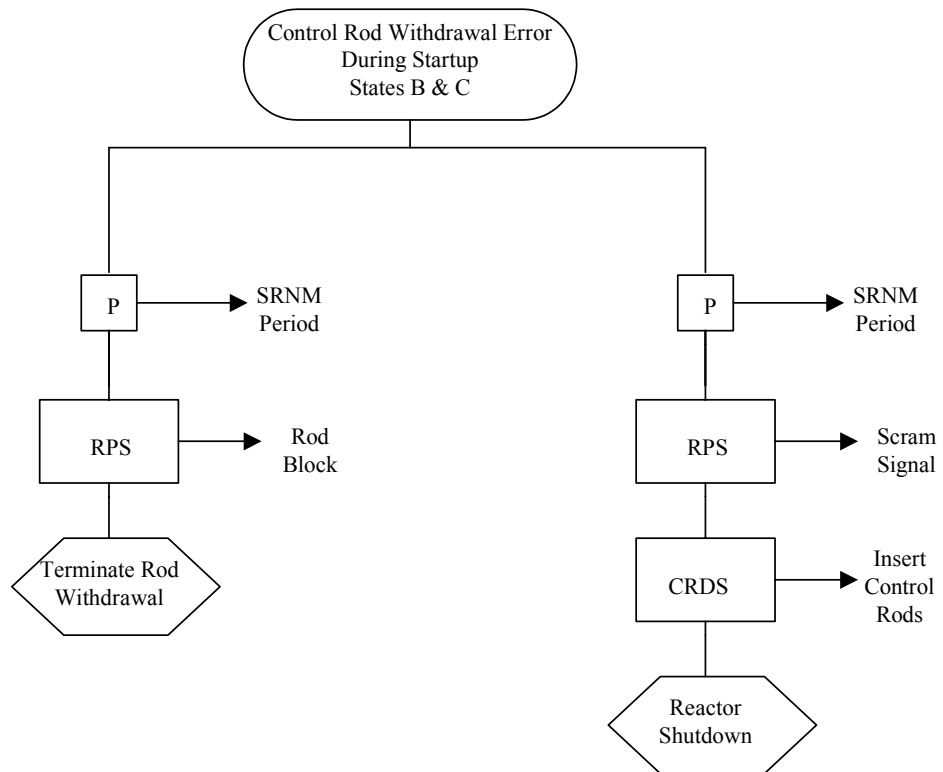 Control Rod Withdrawal Error
During Startup
States B & C
P
SRNM
Period
RPS
Rod
Block
Terminate Rod
Withdrawal
P
SRNM
Period
RPS
Scram
Signal
CRDS
Insert
Control
Rods
Reactor
Shutdown